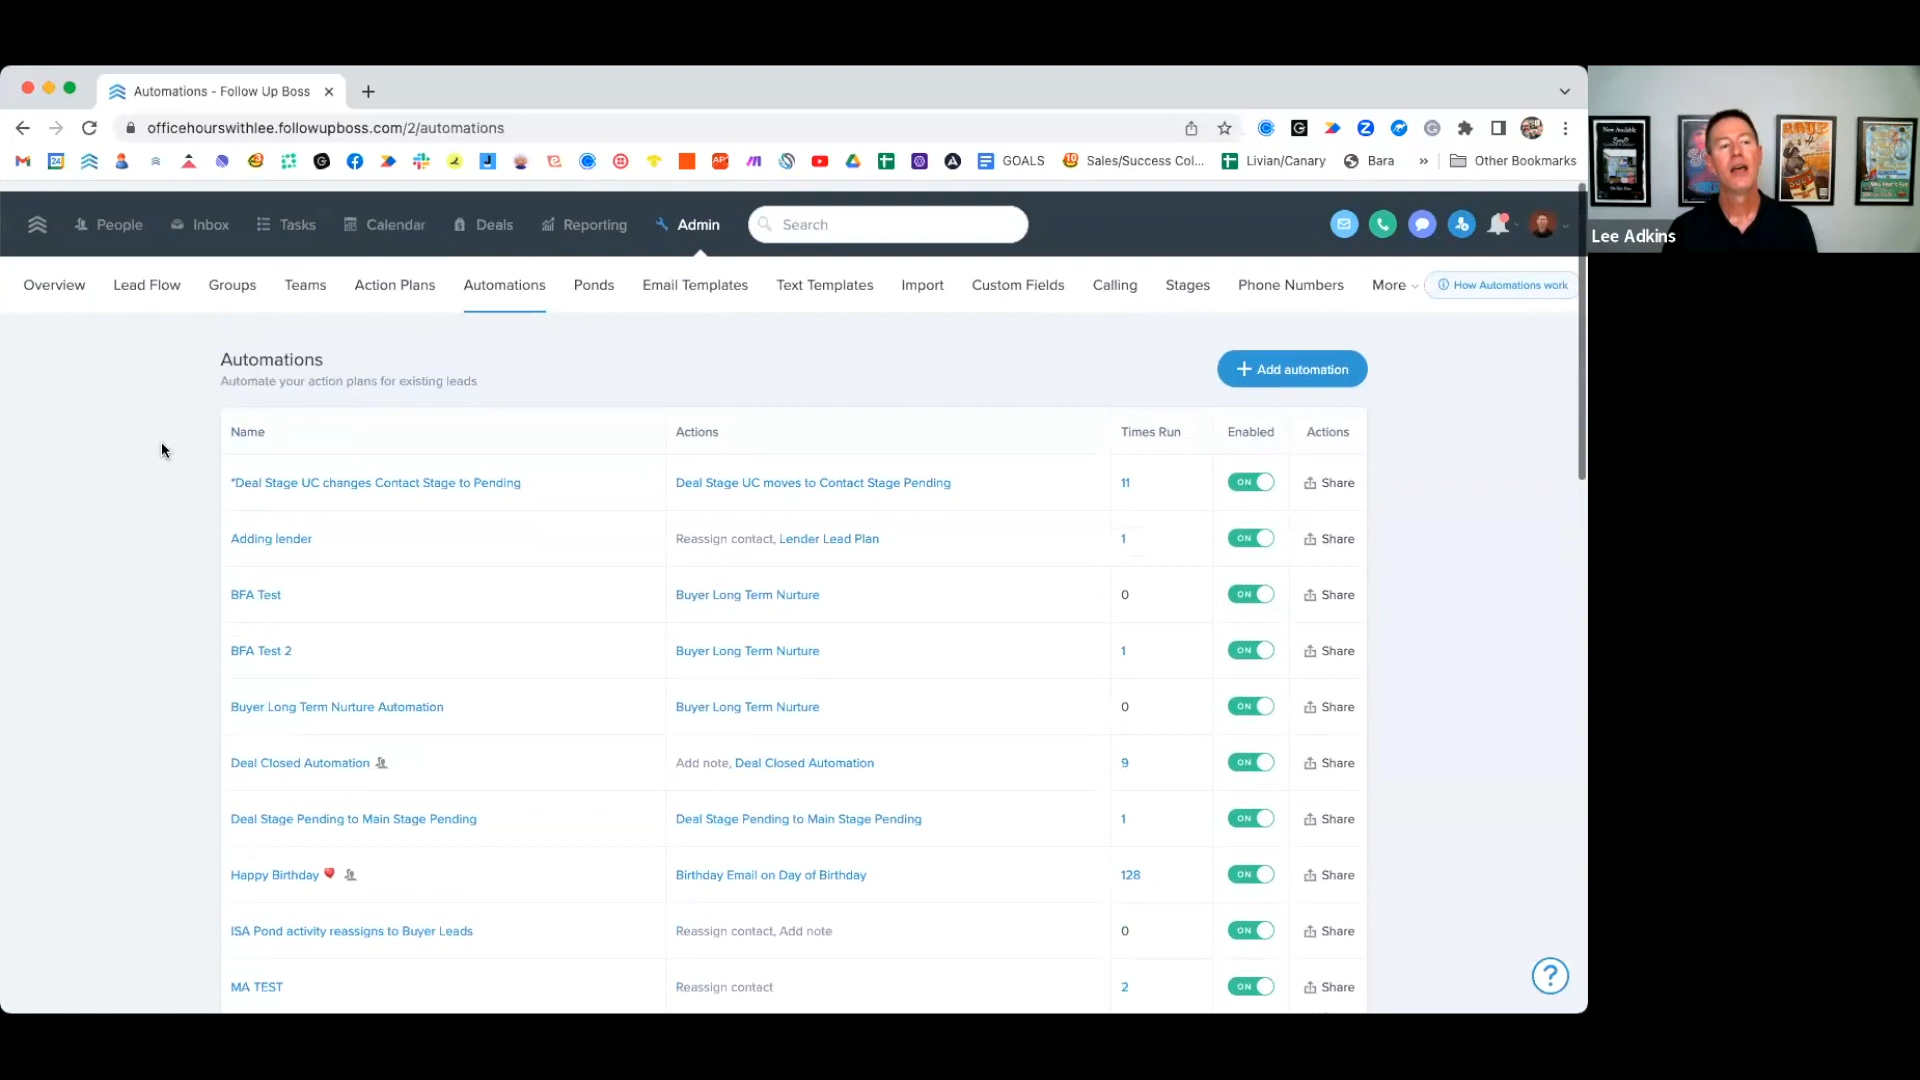 Automations - Follow Up Boss
officehourswithlee.followupboss.com/2/automations
GOALS
Sales/Success Col...
Livian/Canary
Bara
Other Bookmarks
People
Inbox
Tasks
Calendar
Deals
Reporting
Admin
Search
Lee Adkins
Overview
Lead Flow
Groups
Teams
Action Plans
Automations
Ponds
Email Templates
Text Templates
Import
Custom Fields
Calling
Stages
Phone Numbers
More
How Automations work
Automations
Automate your action plans for existing leads
+ Add automation
Name Actions Times Run Enabled Actions
*Deal Stage UC changes Contact Stage to Pending Deal Stage UC moves to Contact Stage Pending 11 ON Share
Adding lender Reassign contact, Lender Lead Plan 1 ON Share
BFA Test Buyer Long Term Nurture 0 ON Share
BFA Test 2 Buyer Long Term Nurture 1 ON Share
Buyer Long Term Nurture Automation Buyer Long Term Nurture 0 ON Share
Deal Closed Automation Add note, Deal Closed Automation 9 ON Share
Deal Stage Pending to Main Stage Pending Deal Stage Pending to Main Stage Pending 1 ON Share
Happy Birthday Birthday Email on Day of Birthday 128 ON Share
ISA Pond activity reassigns to Buyer Leads Reassign contact, Add note 0 ON Share
MA TEST Reassign contact 2 ON Share